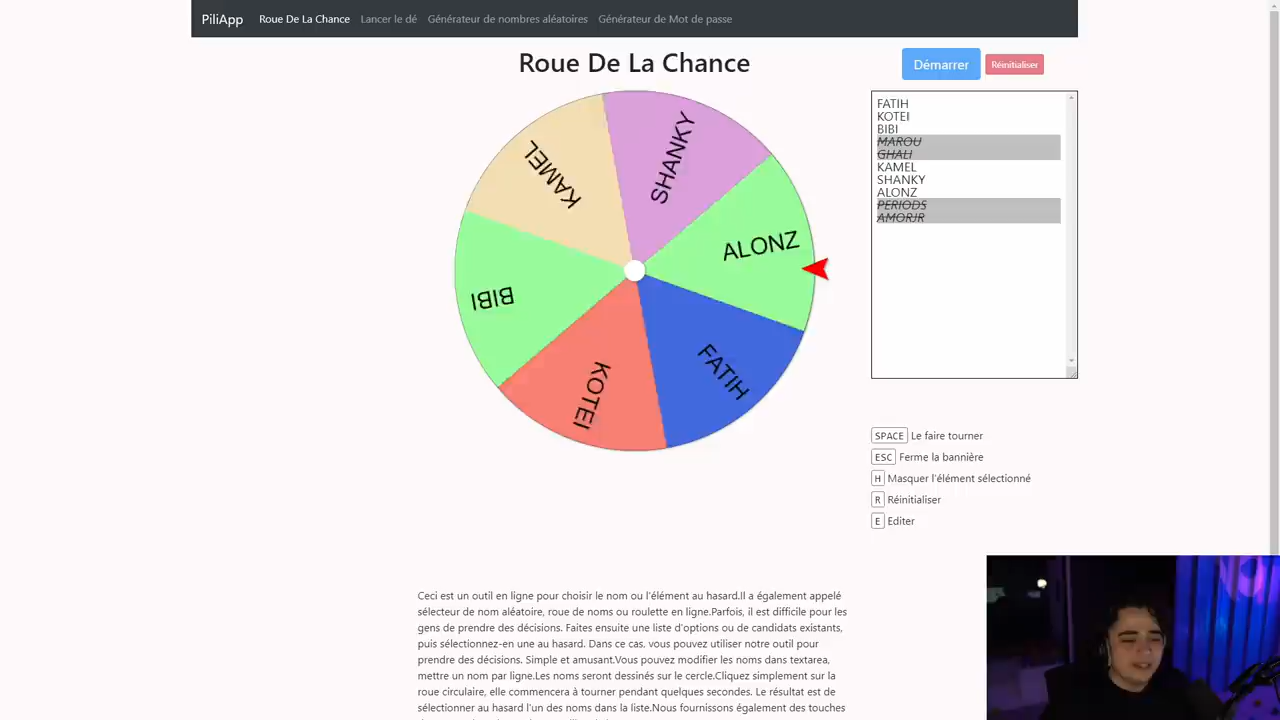 PiliApp Roue De La Chance Lancer le dé Générateur de nombres aléatoires Générateur de Mot de passe
Roue De La Chance
Démarrer Réinitialiser
SHANKY
KAMEL
ALONZ
BIBI
FATIH
KOTEI
FATIH
KOTEI
BIBI
MAROU
GHALI
KAMEL
SHANKY
ALONZ
PERIODS
AMORJR
SPACE Le faire tourner
ESC Ferme la bannière
H Masquer l'élément sélectionné
R Réinitialiser
E Editer
Ceci est un outil en ligne pour choisir le nom ou l'élément au hasard.Il a également appelé
sélecteur de nom aléatoire, roue de noms ou roulette en ligne.Parfois, il est difficile pour les
gens de prendre des décisions. Faites ensuite une liste d'options ou de candidats existants,
puis sélectionnez-en une au hasard. Dans ce cas, vous pouvez utiliser notre outil pour
prendre des décisions. Simple et amusant.Vous pouvez modifier les noms dans textarea,
mettre un nom par ligne.Les noms seront dessinés sur le cercle.Cliquez simplement sur la
roue circulaire, elle commencera à tourner pendant quelques secondes. Le résultat est de
sélectionner au hasard l'un des noms dans la liste.Nous fournissons également des touches